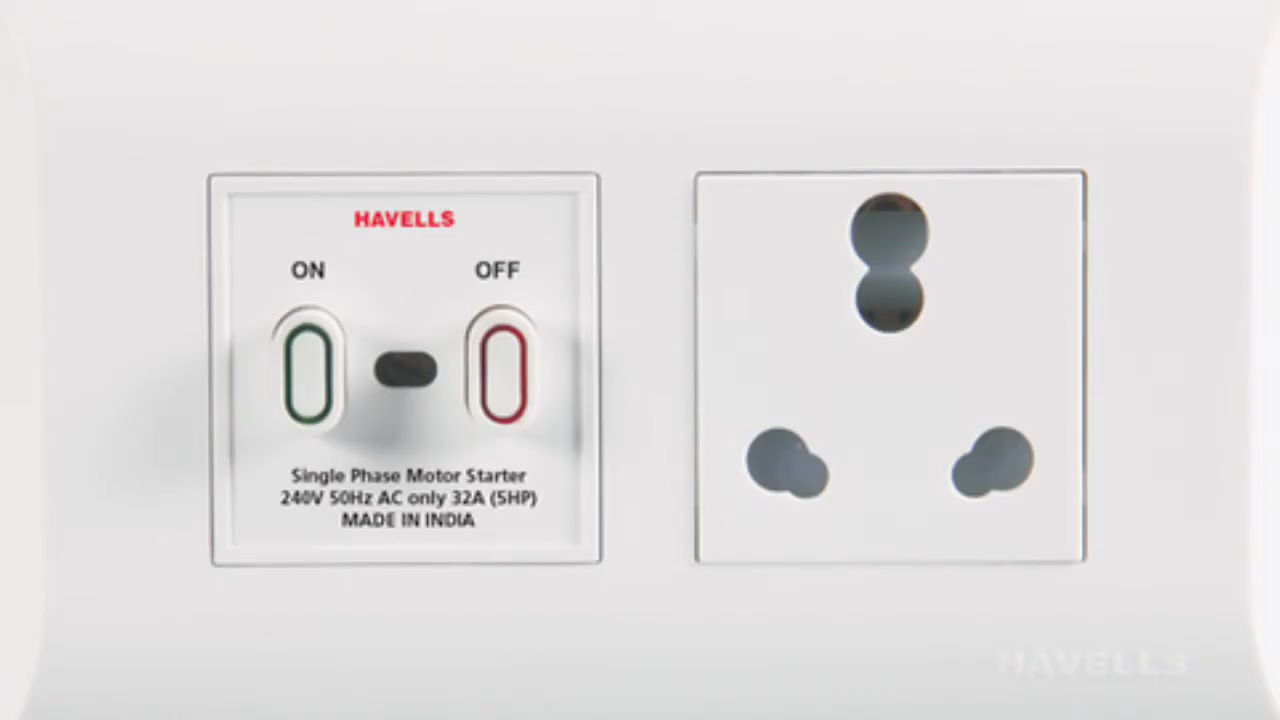 HAVELLS
ON OFF
Single Phase Motor Starter
240V 50Hz AC only 32A (5HP)
MADE IN INDIA
HAVELLS